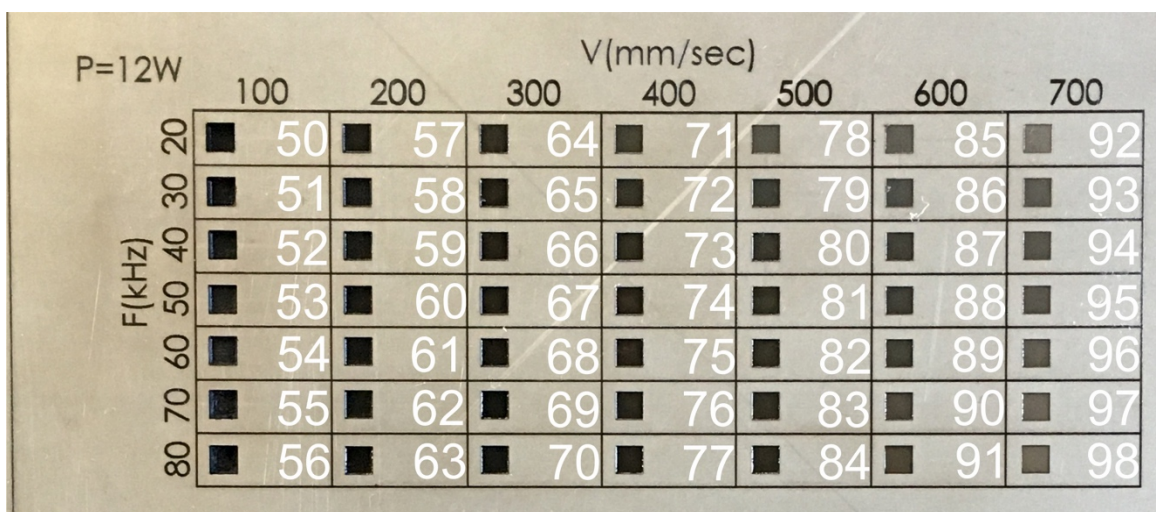 V(mm/sec)
P=12W
100 200 300 400 500 600 700
F(kHz)
20 50 57 64 71 78 85 92
30 51 58 65 72 79 86 93
40 52 59 66 73 80 87 94
50 53 60 67 74 81 88 95
60 54 61 68 75 82 89 96
70 55 62 69 76 83 90 97
80 56 63 70 77 84 91 98